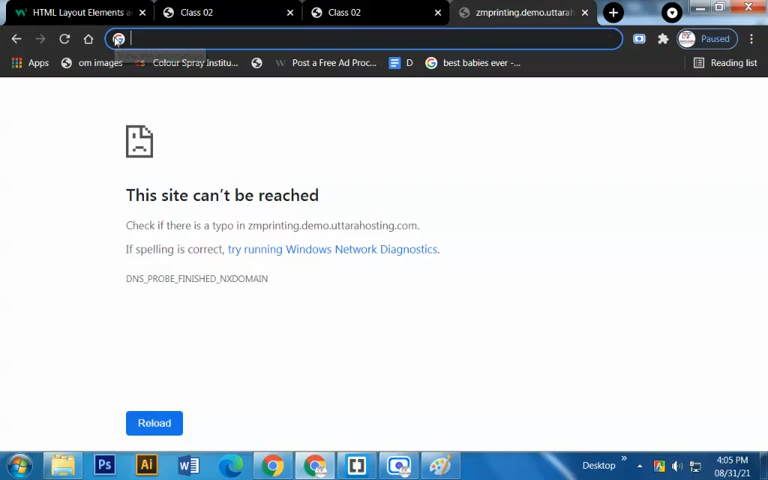 HTML Layout Elements a
Class 02
Class 02
zmprinting.demo.uttarah
Paused
Apps
om images
Colour Spray Institu...
Post a Free Ad Proc...
D
best babies ever -...
Reading list
This site can't be reached
Check if there is a typo in zmprinting.demo.uttarahosting.com.
If spelling is correct, try running Windows Network Diagnostics.
DNS_PROBE_FINISHED_NXDOMAIN
Reload
Ps
Ai
Desktop
4:05 PM
08/31/21